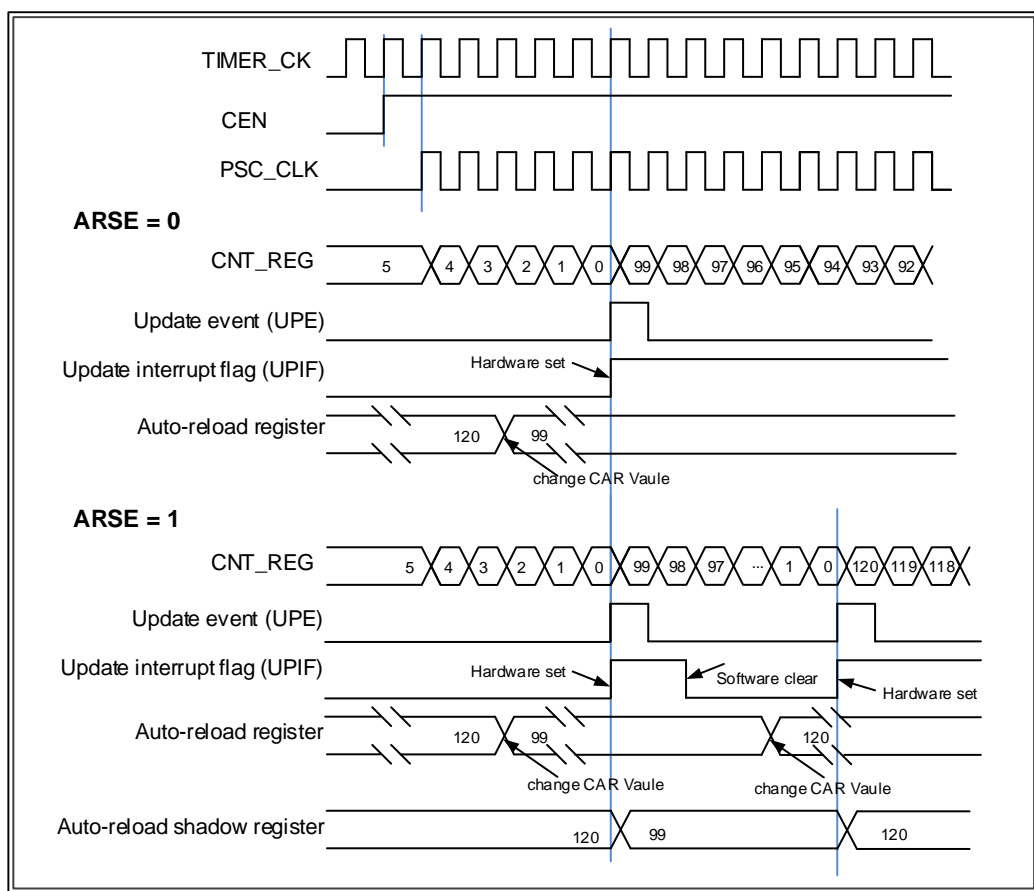 TIMER_CK
CEN
PSC_CLK
ARSE = 0
CNT_REG 5 4 3 2 1 0 99 98 97 96 95 94 93 92
Update event (UPE)
Hardware set
Update interrupt flag (UPIF)
Auto-reload register
120 99
change CAR Vaule
ARSE = 1
CNT_REG 5 4 3 2 1 0 99 98 97 ... 1 0 120 119 118
Update event (UPE)
Update interrupt flag (UPIF) Hardware set Software clear Hardware set
Auto-reload register 120 99 120
change CAR Vaule change CAR Vaule
Auto-reload shadow register 120 99 120